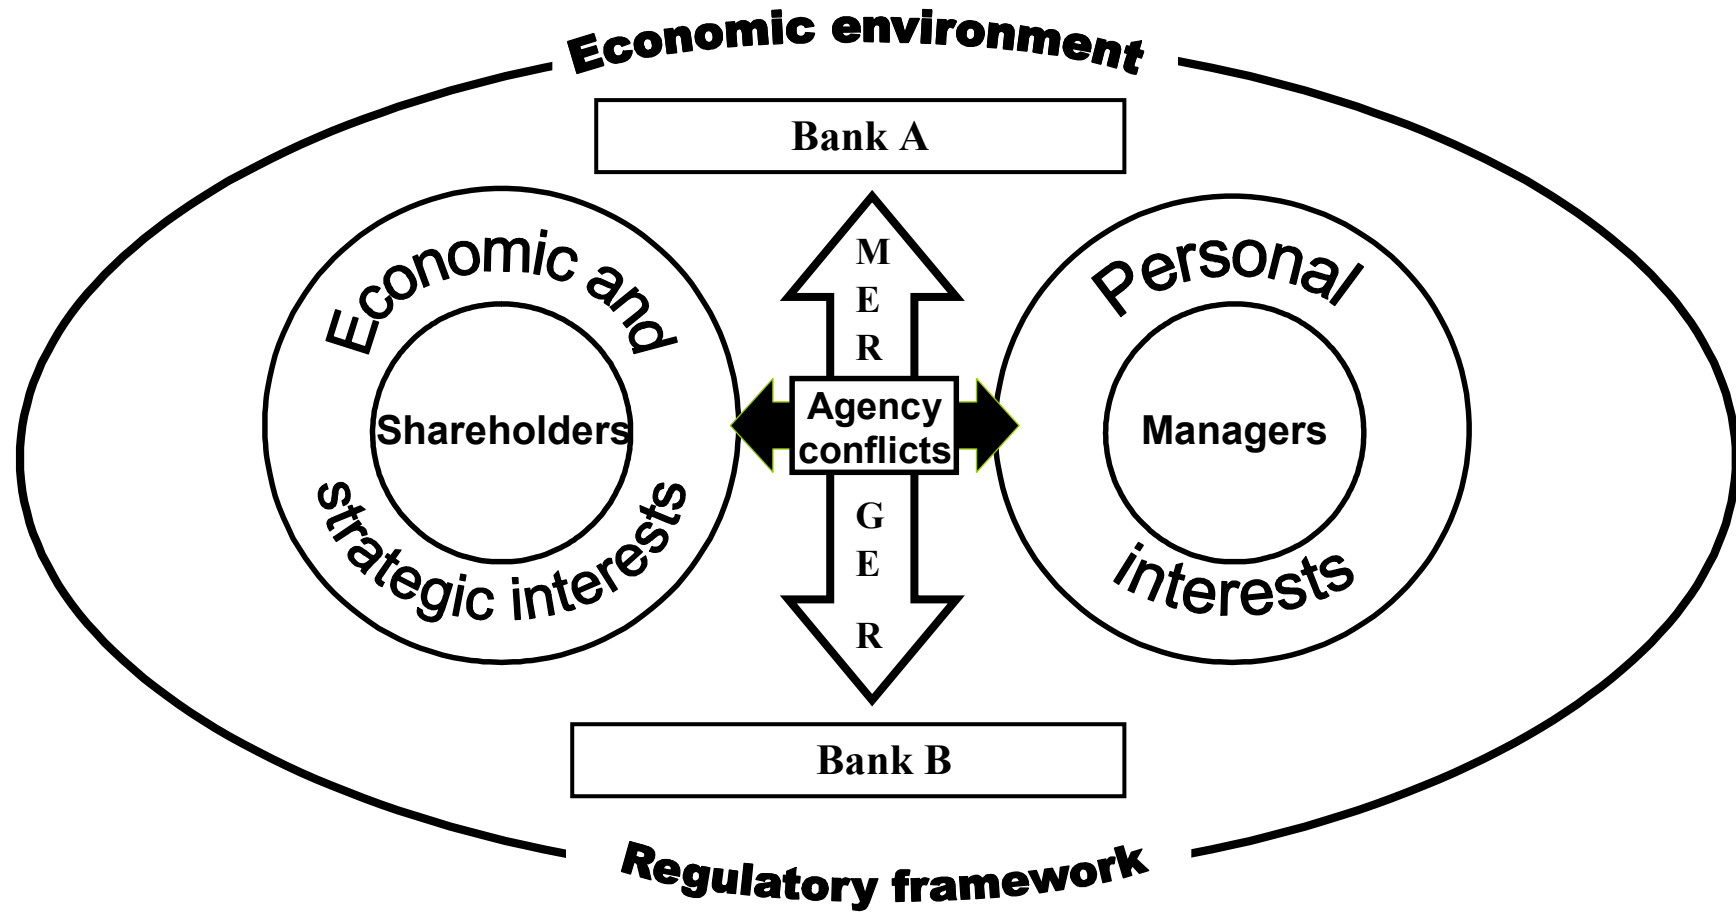 Economic environment
Bank A
Economic and
Shareholders
strategic interests
M
E
R
Agency
conflicts
G
E
R
Personal
Managers
interests
Bank B
Regulatory framework